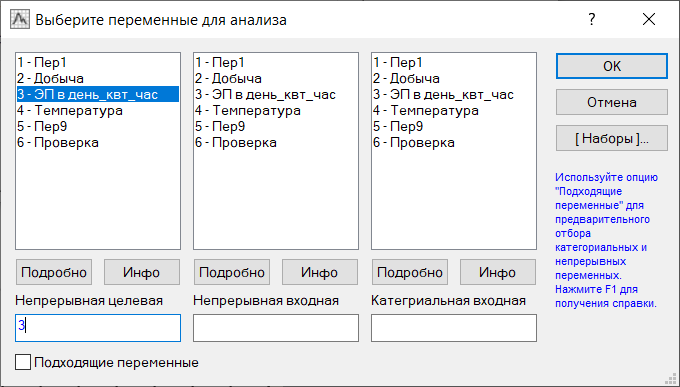 Выберите переменные для анализа
?
1 - Пер1
2 - Добыча
3 - ЭП в день_квт_час
4 - Температура
5 - Пер9
6 - Проверка
1 - Пер1
2 - Добыча
3 - ЭП в день_квт_час
4 - Температура
5 - Пер9
6 - Проверка
1 - Пер1
2 - Добыча
3 - ЭП в день_квт_час
4 - Температура
5 - Пер9
6 - Проверка
ОК
Отмена
[ Наборы ]...
Используйте опцию
"Подходящие
переменные" для
предварительного
отбора
категориальных и
непрерывных
переменных.
Нажмите F1 для
получения справки.
Подробно
Инфо
Подробно
Инфо
Подробно
Инфо
Непрерывная целевая
Непрерывная входная
Категриальная входная
3
Подходящие переменные